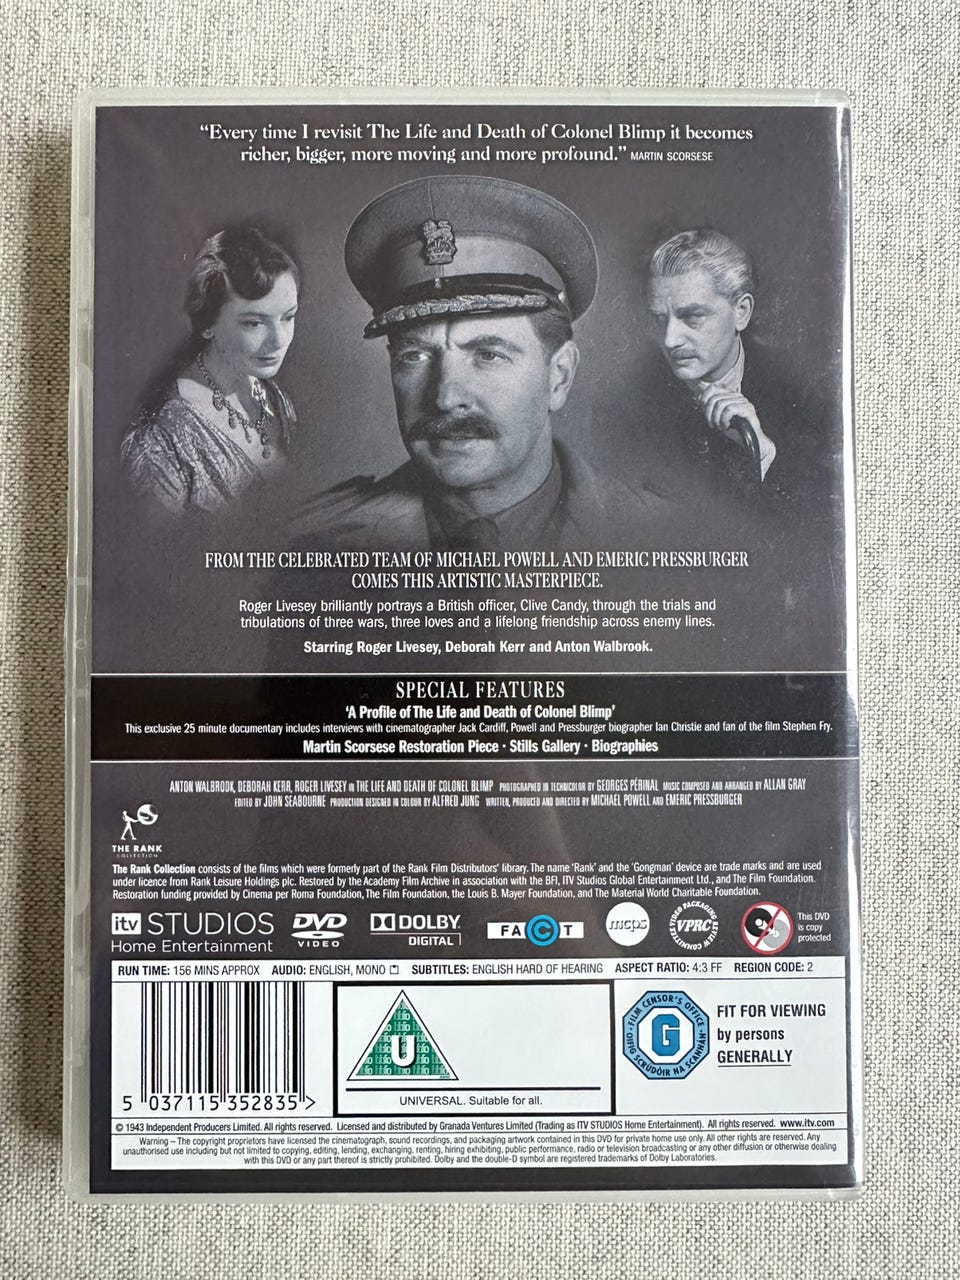 “Every time I revisit The Life and Death of Colonel Blimp it becomes
richer, bigger, more moving and more profound.” MARTIN SCORSESE
FROM THE CELEBRATED TEAM OF MICHAEL POWELL AND EMERIC PRESSBURGER
COMES THIS ARTISTIC MASTERPIECE.
Roger Livesey brilliantly portrays a British officer, Clive Candy, through the trials and
tribulations of three wars, three loves and a lifelong friendship across enemy lines.
Starring Roger Livesey, Deborah Kerr and Anton Walbrook.
SPECIAL FEATURES
‘A Profile of The Life and Death of Colonel Blimp’
This exclusive 25 minute documentary includes interviews with cinematographer Jack Cardiff, Powell and Pressburger biographer Ian Christie and fan of the film Stephen Fry.
Martin Scorsese Restoration Piece · Stills Gallery · Biographies
ANTON WALBROOK, DEBORAH KERR, ROGER LIVESEY IN THE LIFE AND DEATH OF COLONEL BLIMP PHOTOGRAPHED IN TECHNICOLOR BY GEORGES PÉRINAL MUSIC COMPOSED AND ARRANGED BY ALLAN GRAY
EDITED BY JOHN SEABOURNE PRODUCTION DESIGNED IN COLOUR BY ALFRED JUNG WRITTEN, PRODUCED AND DIRECTED BY MICHAEL POWELL AND EMERIC PRESSBURGER
THE RANK
COLLECTION
The Rank Collection consists of the films which were formerly part of the Rank Film Distributors’ library. The name ‘Rank’ and the ‘Gongman’ device are trade marks and are used
under licence from Rank Leisure Holdings plc. Restored by the Academy Film Archive in association with the BFI, ITV Studios Global Entertainment Ltd., and The Film Foundation.
Restoration funding provided by Cinema per Roma Foundation, The Film Foundation, the Louis B. Mayer Foundation, and The Material World Charitable Foundation.
itv STUDIOS
Home Entertainment
DVD
VIDEO
DOLBY
DIGITAL
FACT
mcps
VIDEO PACKAGING REVIEW COMMITTEE
VPRC
This DVD
is copy
protected
RUN TIME: 156 MINS APPROX AUDIO: ENGLISH, MONO SUBTITLES: ENGLISH HARD OF HEARING ASPECT RATIO: 4:3 FF REGION CODE: 2
5 037115 352835 >
U
UNIVERSAL. Suitable for all.
FILM CENSOR'S OFFICE
G
OIFIG SCRÚDÓIR NA SCANNÁN
FIT FOR VIEWING
by persons
GENERALLY
© 1943 Independent Producers Limited. All rights reserved. Licensed and distributed by Granada Ventures Limited (Trading as ITV STUDIOS Home Entertainment). All rights reserved. www.itv.com
Warning – The copyright proprietors have licensed the cinematograph, sound recordings, and packaging artwork contained in this DVD for private home use only. All other rights are reserved. Any
unauthorised use including but not limited to copying, editing, lending, exchanging, renting, hiring exhibiting, public performance, radio or television broadcasting or any other diffusion or otherwise dealing
with this DVD or any part thereof is strictly prohibited. Dolby and the double-D symbol are registered trademarks of Dolby Laboratories.